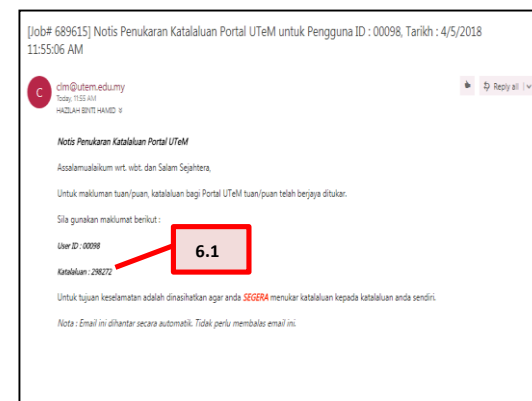 [Job# 689615] Notis Penukaran Katalaluan Portal UTeM untuk Pengguna ID : 00098, Tarikh : 4/5/2018
11:55:06 AM
C
clm@utem.edu.my
Today, 11:55 AM
HAZILAH BINTI HAMID
Reply all
Notis Penukaran Katalaluan Portal UTeM
Assalamualaikum wrt. wbt. dan Salam Sejahtera,
Untuk makluman tuan/puan, katalaluan bagi Portal UTeM tuan/puan telah berjaya ditukar.
Sila gunakan maklumat berikut :
User ID : 00098
6.1
Katalaluan : 298272
Untuk tujuan keselamatan adalah dinasihatkan agar anda SEGERA menukar katalaluan kepada katalaluan anda sendiri.
Nota : Email ini dihantar secara automatik. Tidak perlu membalas email ini.